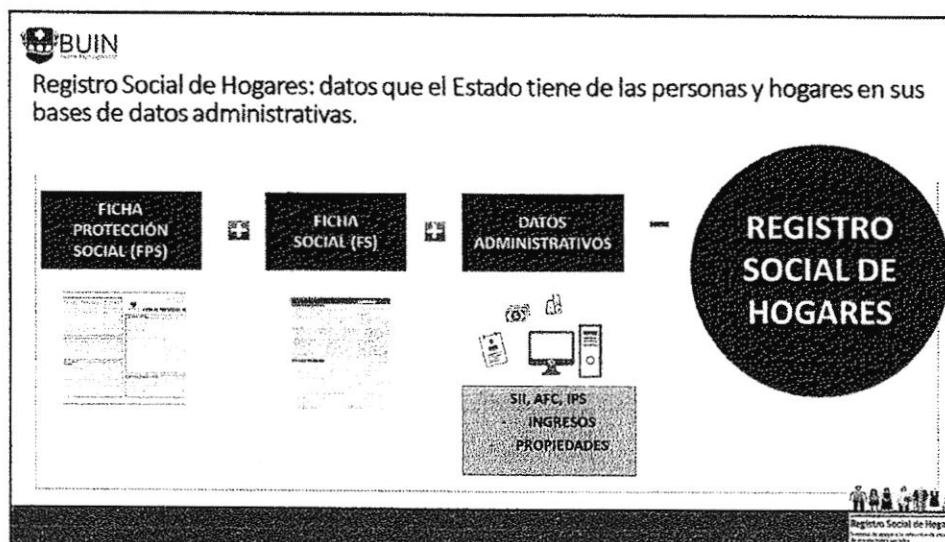 BUIN
Registro Social de Hogares: datos que el Estado tiene de las personas y hogares en sus
bases de datos administrativas.
FICHA
PROTECCIÓN
SOCIAL (FPS)
FICHA
SOCIAL (FS)
DATOS
ADMINISTRATIVOS
REGISTRO
SOCIAL DE
HOGARES
SII, AFC, IPS
- INGRESOS
- PROPIEDADES
Registro Social de Hoga